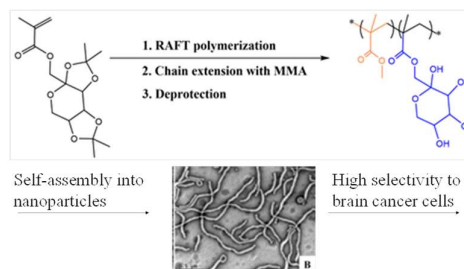 O
O
O
O
O
O
O
1. RAFT polymerization
2. Chain extension with MMA
3. Deprotection
*
*
O
O
O
O
OH
O
OH
Self-assembly into
nanoparticles
High selectivity to
brain cancer cells
B